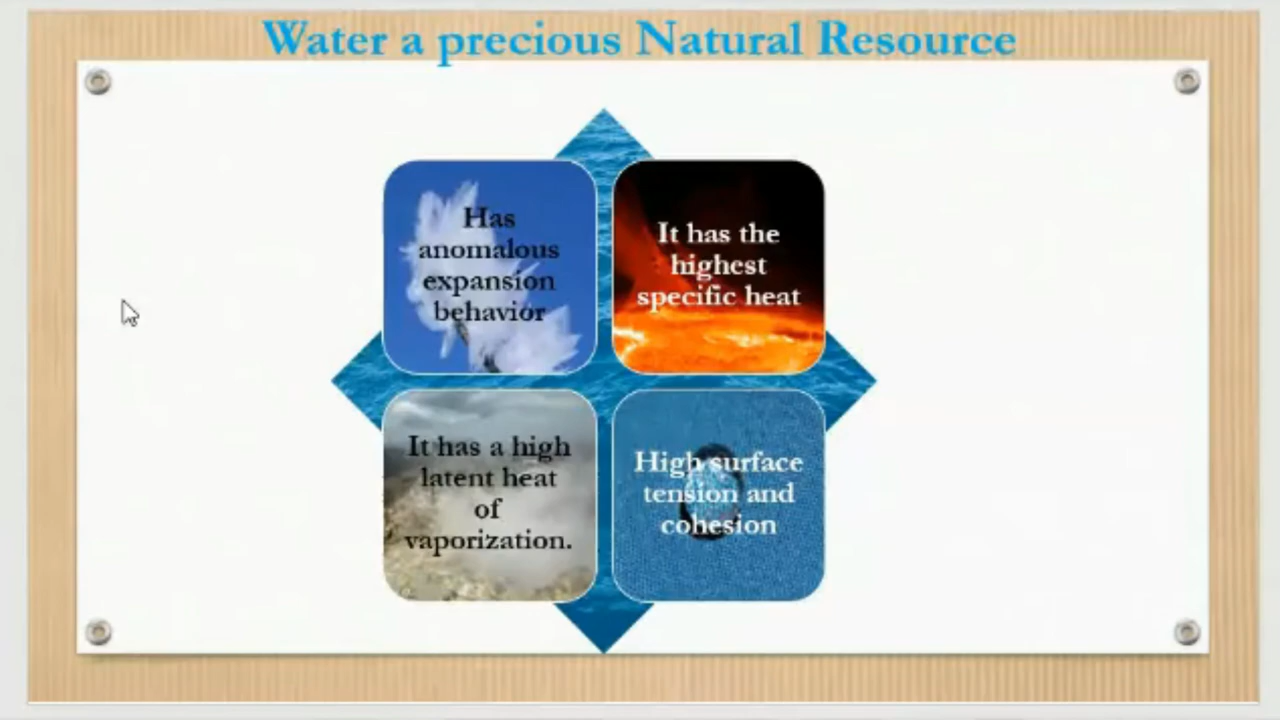 Water a precious Natural Resource
Has
anomalous
expansion
behavior
It has the
highest
specific heat
It has a high
latent heat
of
vaporization.
High surface
tension and
cohesion